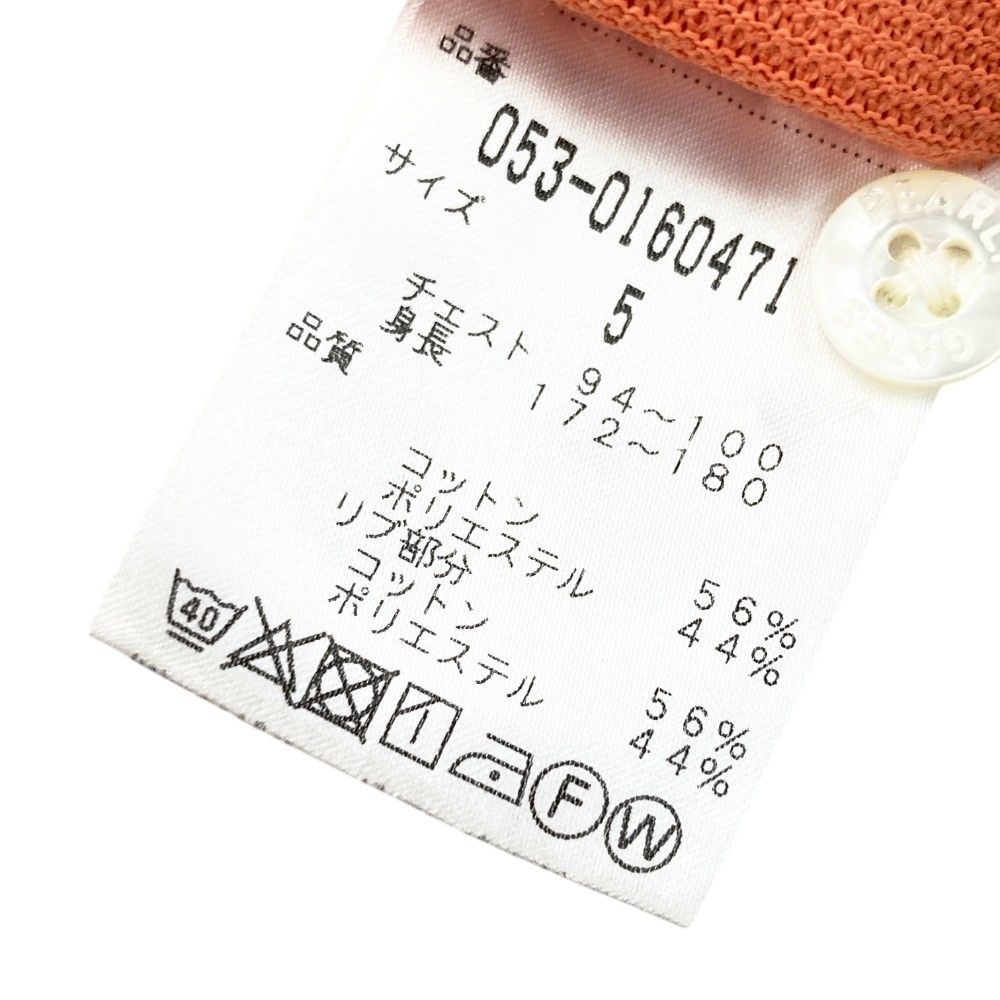 品番
053-0160471
サイズ
5
チェスト 94～100
身長 172～180
品質
コットン 56%
ポリエステル 44%
リブ部分
コットン 56%
ポリエステル 44%
40
F W
PEARLY
GATES